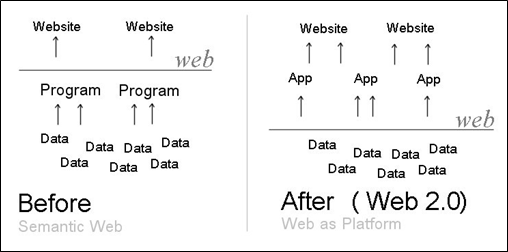 Website Website
web
Program Program
Data Data Data Data
Data Data Data
Before
Semantic Web
Website Website
App App App
web
Data Data Data Data
Data Data Data
After ( Web 2.0)
Web as Platform